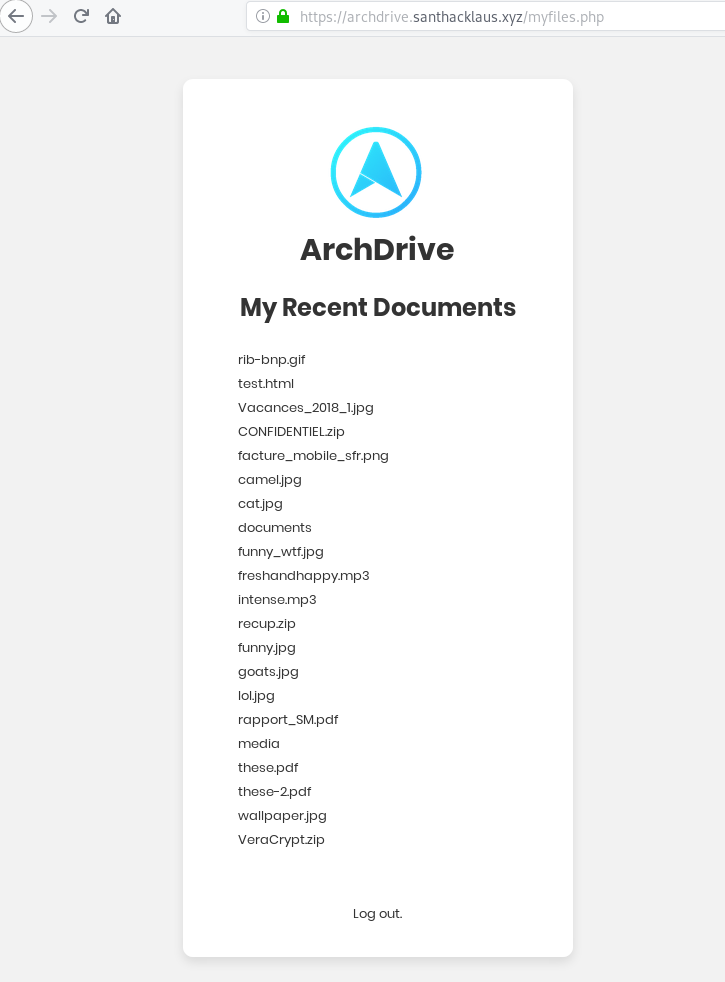 https://archdrive.santhacklaus.xyz/myfiles.php
ArchDrive
My Recent Documents
rib-bnp.gif
test.html
Vacances_2018_1.jpg
CONFIDENTIEL.zip
facture_mobile_sfr.png
camel.jpg
cat.jpg
documents
funny_wtf.jpg
freshandhappy.mp3
intense.mp3
recup.zip
funny.jpg
goats.jpg
lol.jpg
rapport_SM.pdf
media
these.pdf
these-2.pdf
wallpaper.jpg
VeraCrypt.zip
Log out.